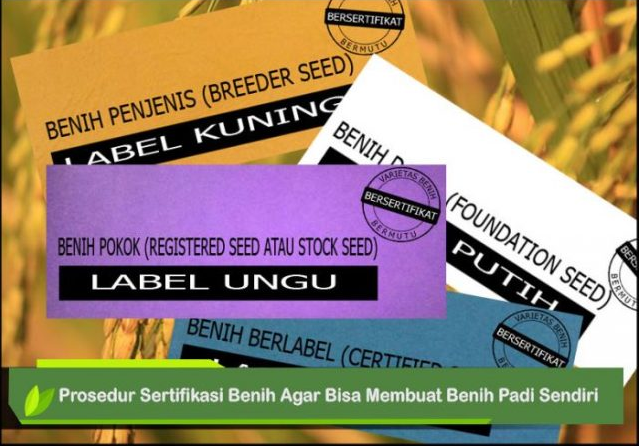 BERSERTIFIKAT
BERMUTU
BENIH PENJENIS (BREEDER SEED)
LABEL KUNING
BENIH
(FOUNDATION SEED)
PUTIH
BERMUTU
VARIETAS BENIH
BERSERTIFIKAT
BERMUTU
BENIH POKOK (REGISTERED SEED ATAU STOCK SEED)
LABEL UNGU
BENIH BERLABEL (CERTIFIED
VARIETAS BENIH
BERSERTIFIKAT
Prosedur Sertifikasi Benih Agar Bisa Membuat Benih Padi Sendiri